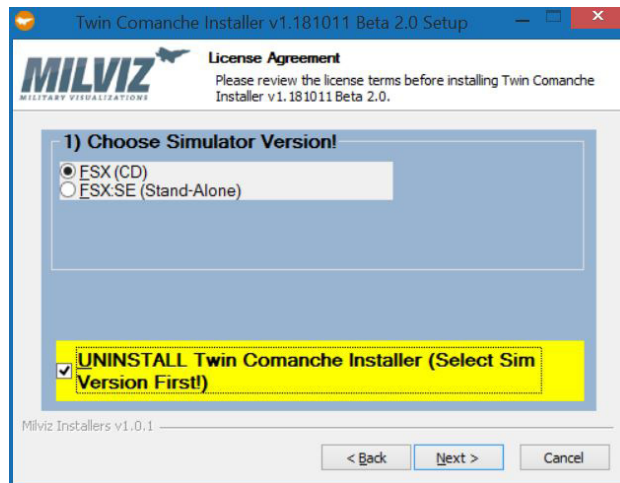 Twin Comanche Installer v1.181011 Beta 2.0 Setup
MILVIZ
MILITARY VISUALIZATIONS
License Agreement
Please review the license terms before installing Twin Comanche
Installer v1.181011 Beta 2.0.
1) Choose Simulator Version!
FSX (CD)
FSX:SE (Stand-Alone)
UNINSTALL Twin Comanche Installer (Select Sim
Version First!)
Milviz Installers v1.0.1
< Back
Next >
Cancel